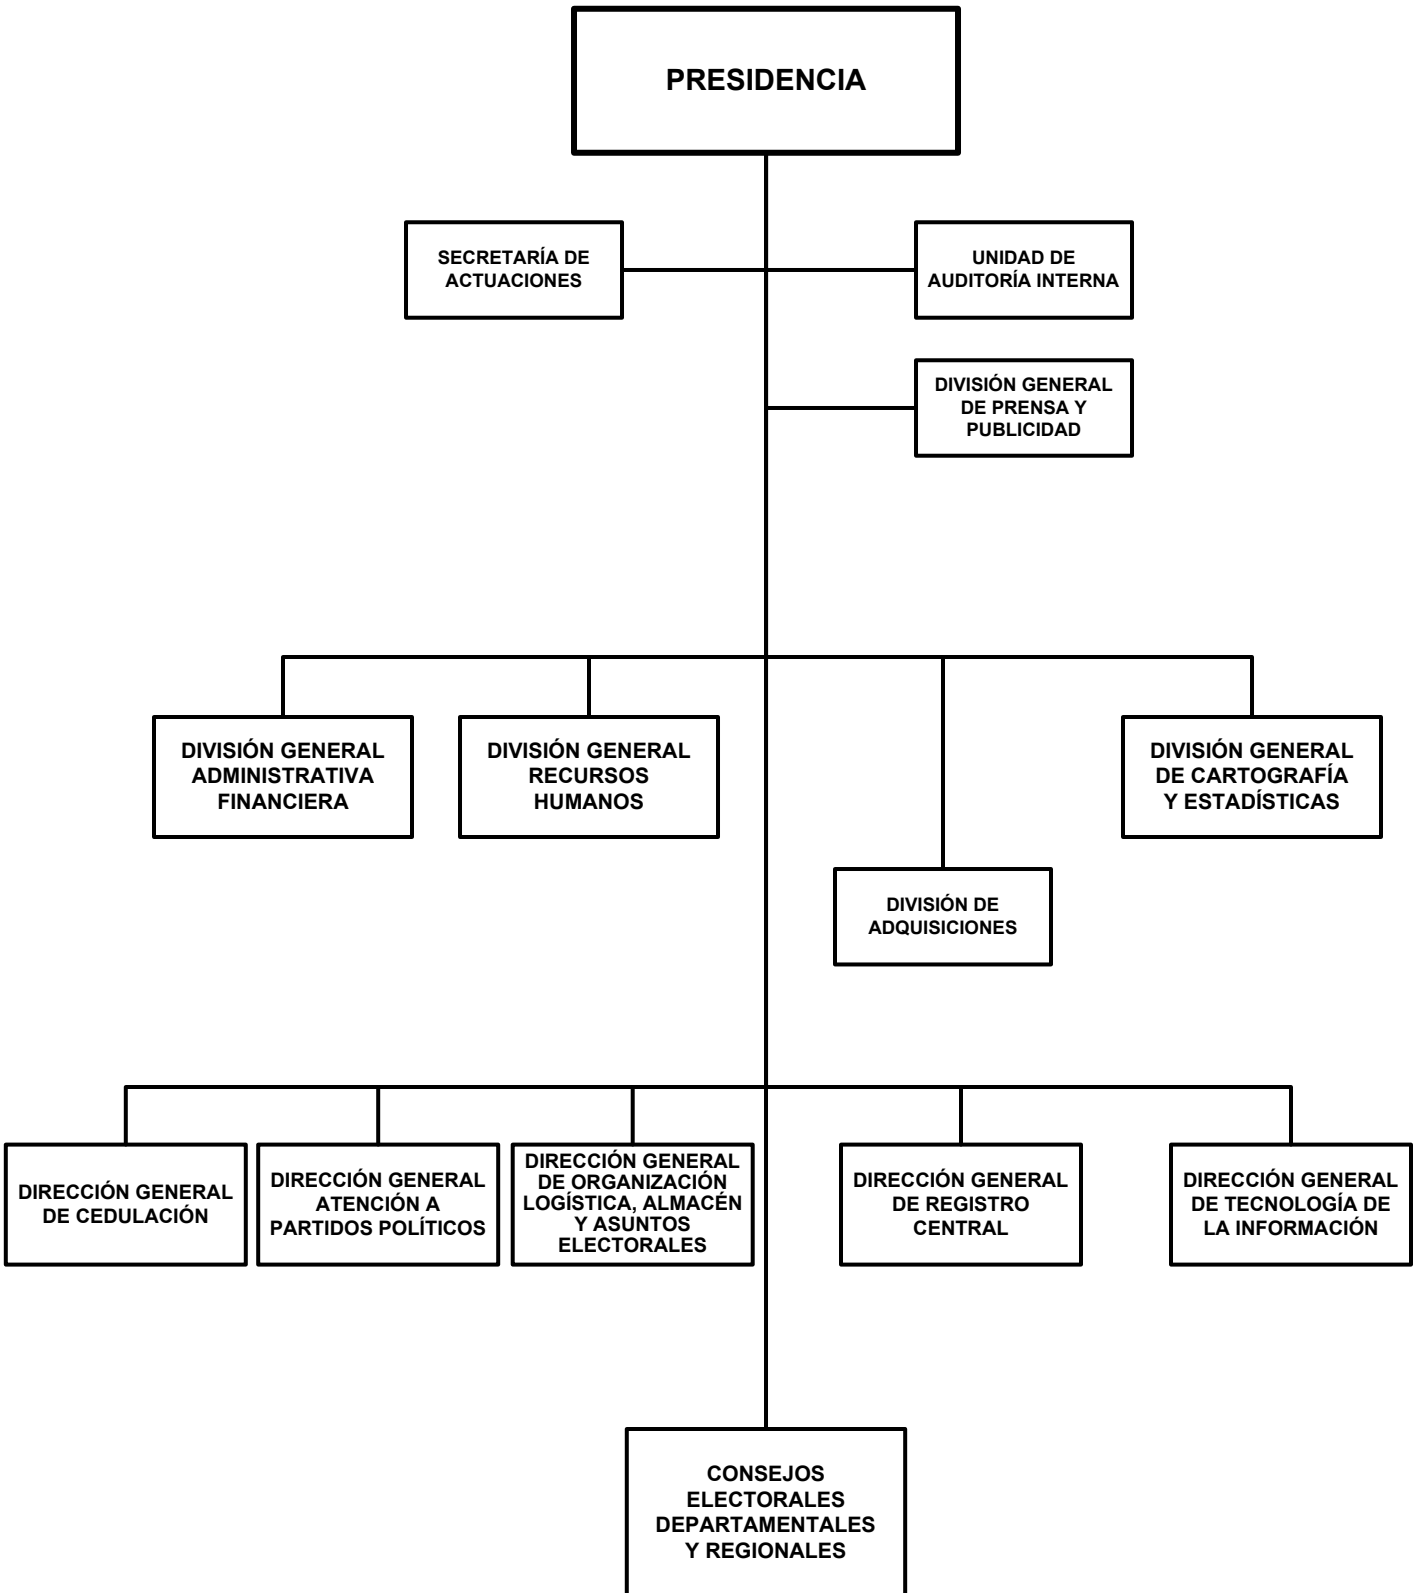 PRESIDENCIA
SECRETARÍA DE
ACTUACIONES
UNIDAD DE
AUDITORÍA INTERNA
DIVISIÓN GENERAL
DE PRENSA Y
PUBLICIDAD
DIVISIÓN GENERAL
ADMINISTRATIVA
FINANCIERA
DIVISIÓN GENERAL
RECURSOS
HUMANOS
DIVISIÓN GENERAL
DE CARTOGRAFÍA
Y ESTADÍSTICAS
DIVISIÓN DE
ADQUISICIONES
DIRECCIÓN GENERAL
DE CEDULACIÓN
DIRECCIÓN GENERAL
ATENCIÓN A
PARTIDOS POLÍTICOS
DIRECCIÓN GENERAL
DE ORGANIZACIÓN
LOGÍSTICA, ALMACÉN
Y ASUNTOS
ELECTORALES
DIRECCIÓN GENERAL
DE REGISTRO
CENTRAL
DIRECCIÓN GENERAL
DE TECNOLOGÍA DE
LA INFORMACIÓN
CONSEJOS
ELECTORALES
DEPARTAMENTALES
Y REGIONALES